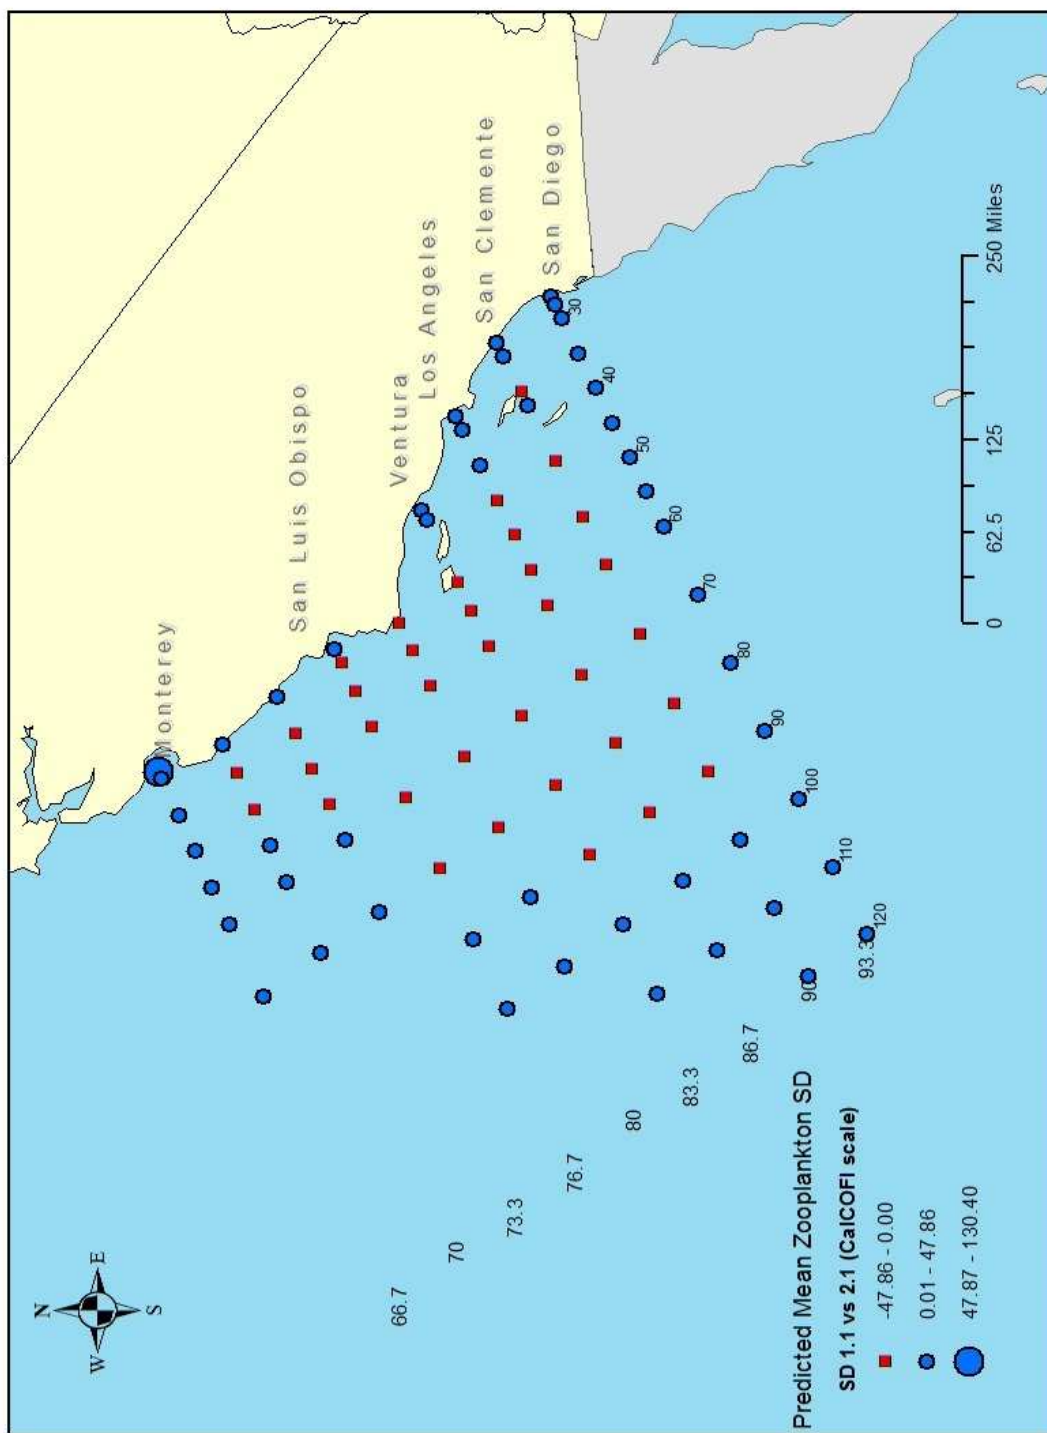 N
W
E
S
Monterey
San Luis Obispo
Ventura
Los Angeles
San Clemente
San Diego
30
40
50
60
70
80
90
100
110
120
66.7
70
73.3
76.7
80
83.3
86.7
90
93.3
0 62.5 125 250 Miles
Predicted Mean Zooplankton SD
SD 1.1 vs 2.1 (CalCOFI scale)
-47.86 - 0.00
0.01 - 47.86
47.87 - 130.40